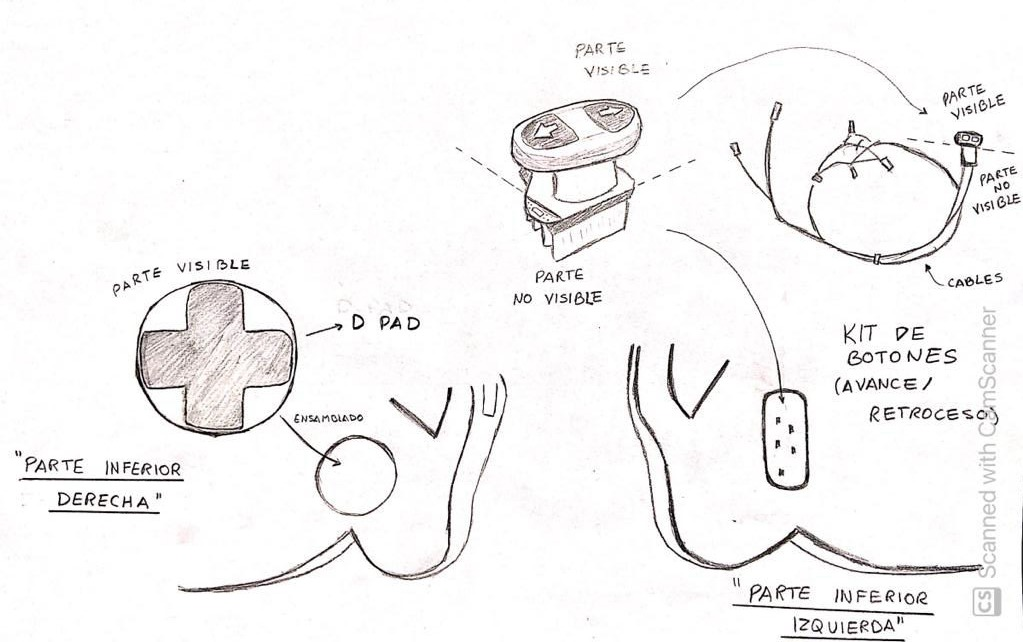 PARTE
VISIBLE
PARTE
VISIBLE
PARTE
NO
VISIBLE
CABLES
PARTE
NO VISIBLE
PARTE VISIBLE
D PAD
ENSAMBLADO
"PARTE INFERIOR
DERECHA"
KIT DE
BOTONES
(AVANCE/
RETROCESO)
"PARTE INFERIOR
IZQUIERDA"
CS Scanned with CamScanner